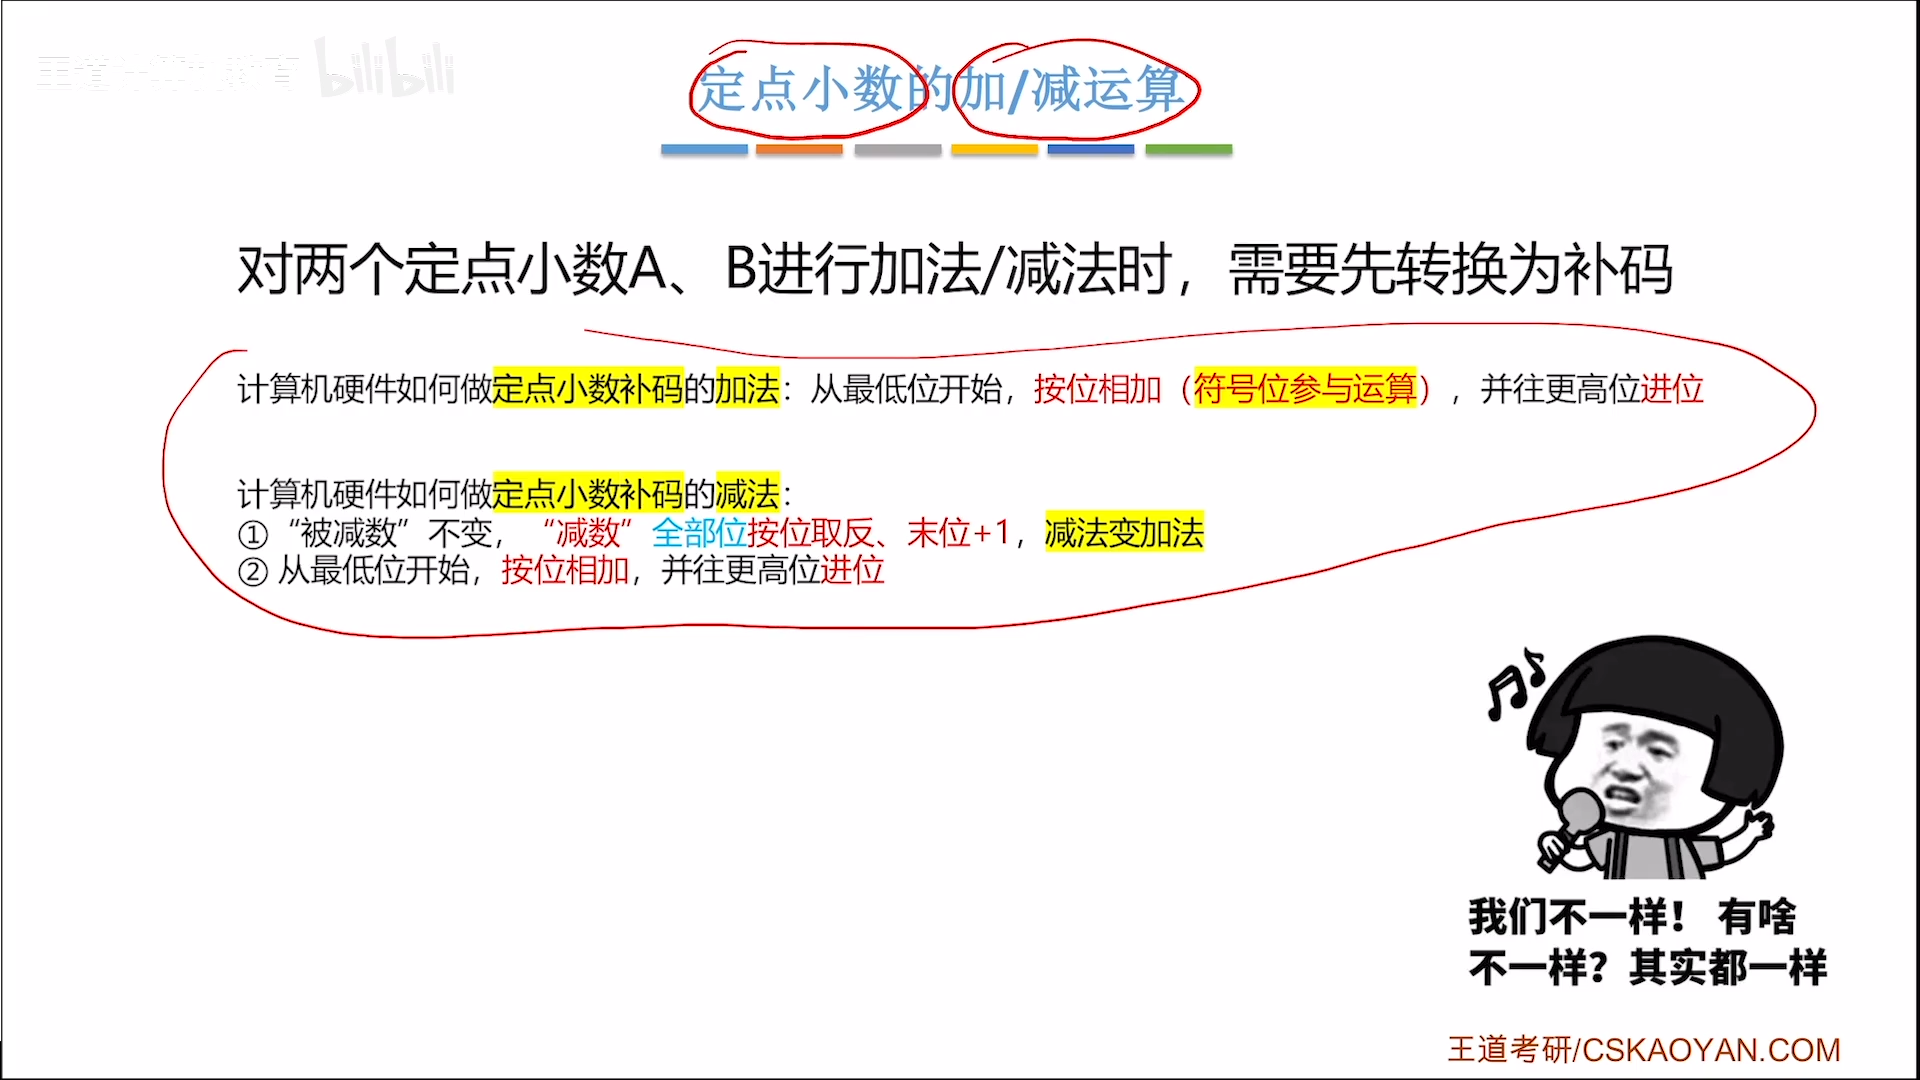 王道计算机教育 bilibili
定点小数的加/减运算
对两个定点小数A、B进行加法/减法时，需要先转换为补码
计算机硬件如何做定点小数补码的加法：从最低位开始，按位相加（符号位参与运算），并往更高位进位
计算机硬件如何做定点小数补码的减法：
①“被减数”不变，“减数”全部位按位取反、末位+1，减法变加法
② 从最低位开始，按位相加，并往更高位进位
我们不一样！ 有啥
不一样？其实都一样
王道考研/CSKAOYAN.COM